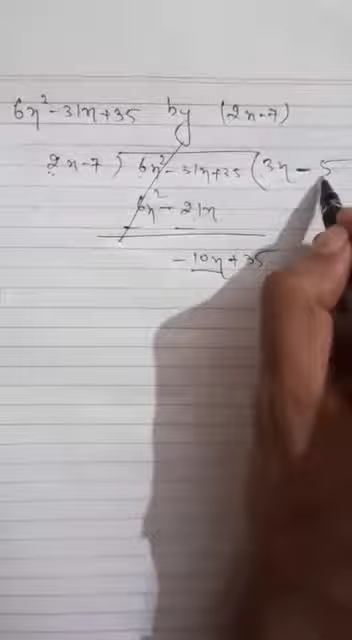 6x² - 31x + 35 by (2x - 7)
2x - 7 ) 6x² - 31x + 35 ( 3x - 5
6x² - 21x
- 10x + 35